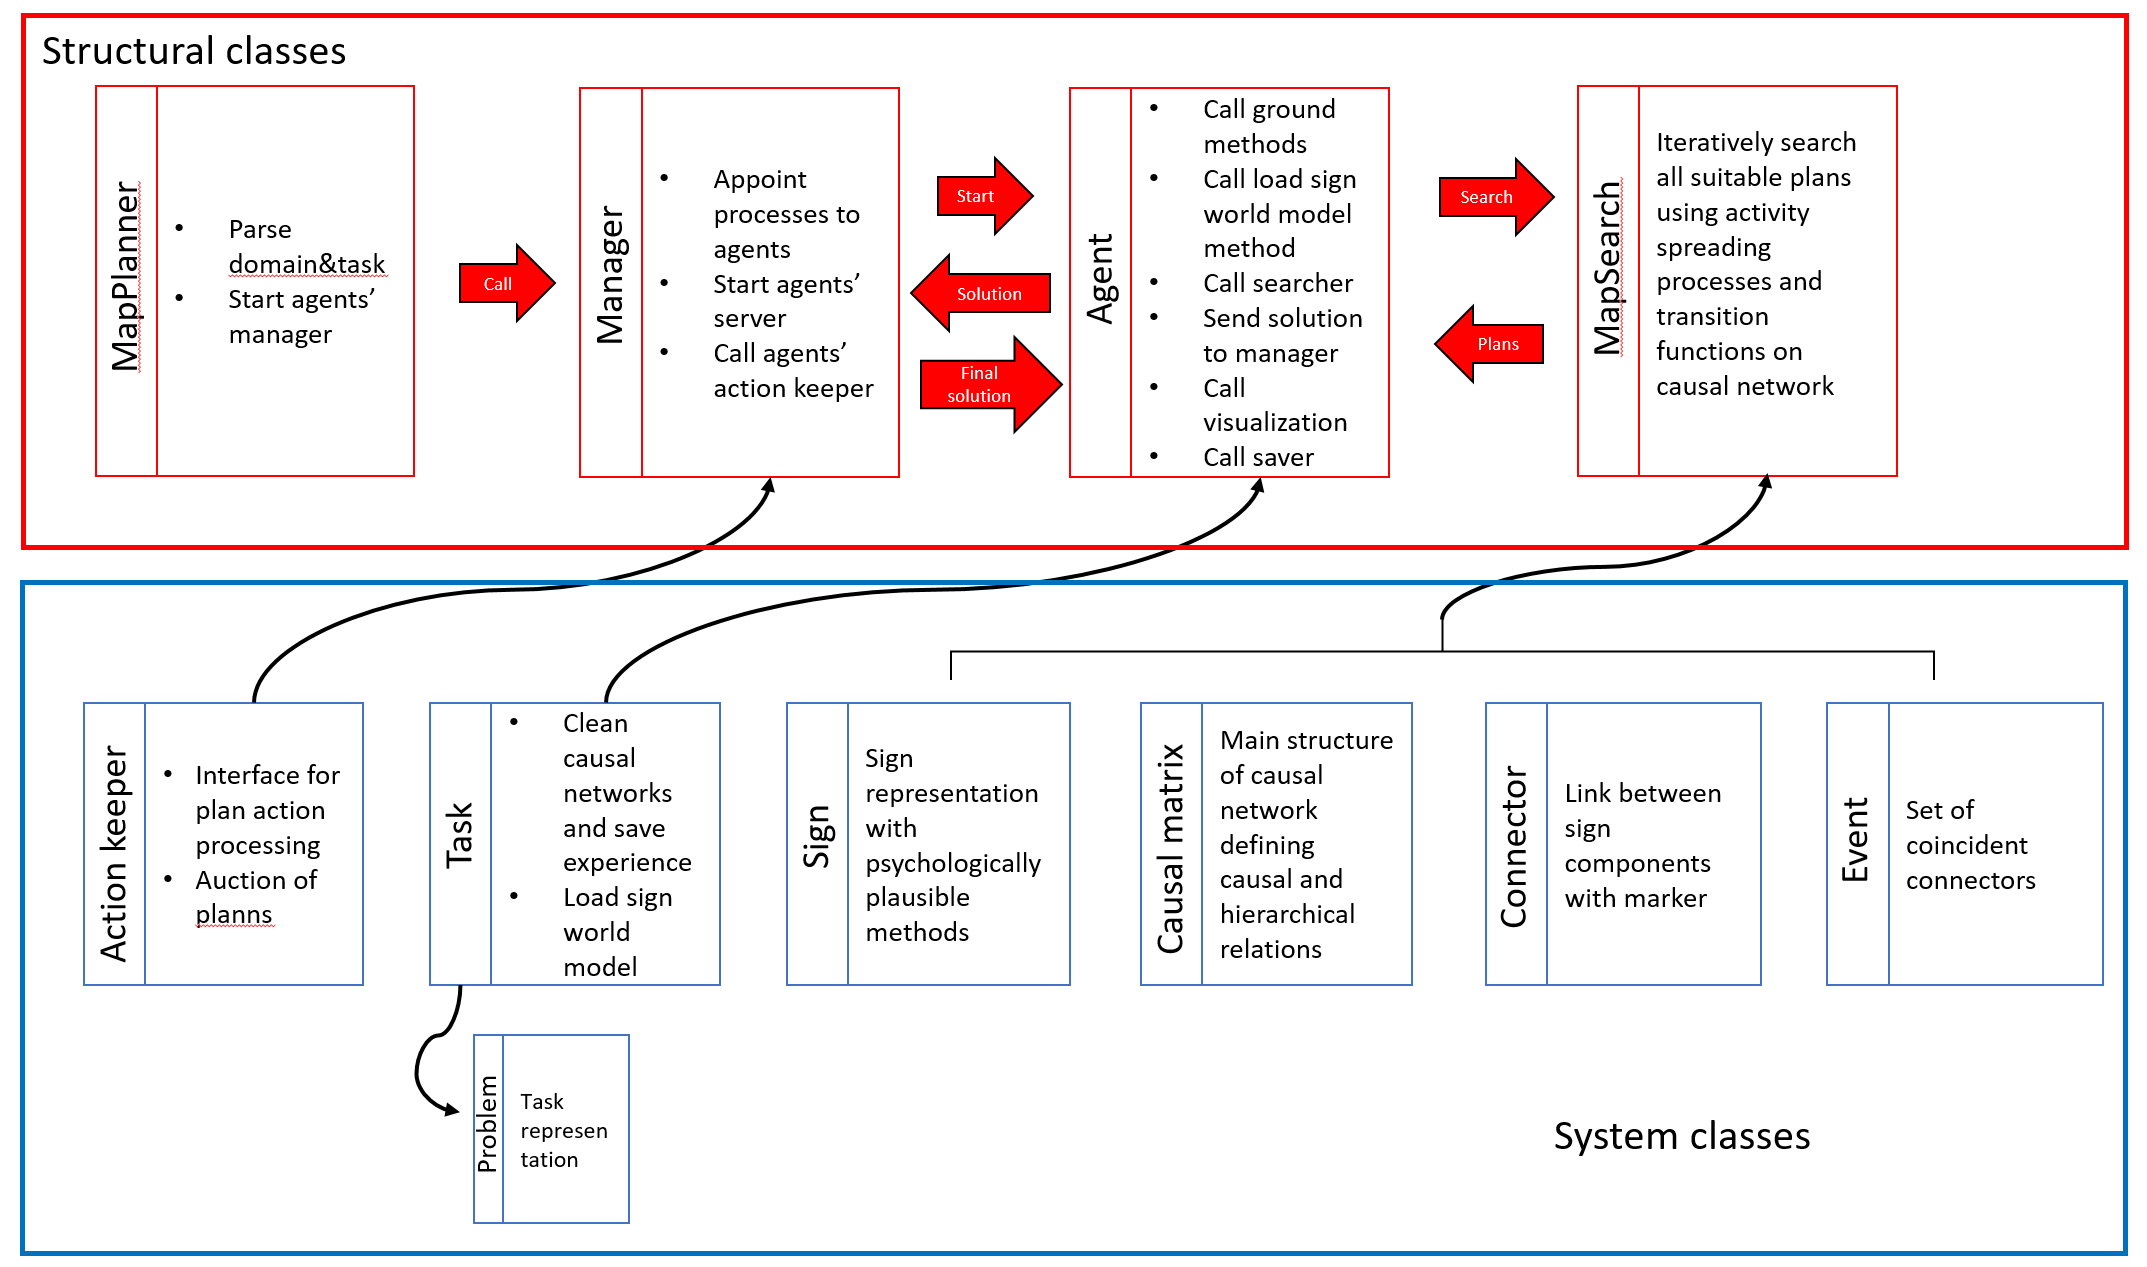 Structural classes
MapPlanner
• Parse
domain&task
• Start agents’
manager
Call
Manager
• Appoint
processes to
agents
• Start agents’
server
• Call agents’
action keeper
Start
Solution
Final
solution
Agent
• Call ground
methods
• Call load sign
world model
method
• Call searcher
• Send solution
to manager
• Call
visualization
• Call saver
Search
Plans
MapSearch
Iteratively search
all suitable plans
using activity
spreading
processes and
transition
functions on
causal network
Action keeper
• Interface for
plan action
processing
• Auction of
planns
Task
• Clean
causal
networks
and save
experience
• Load sign
world
model
Sign
Sign
representation
with
psychologically
plausible
methods
Causal matrix
Main structure
of causal
network
defining
causal and
hierarchical
relations
Connector
Link between
sign
components
with marker
Event
Set of
coincident
connectors
Problem
Task
represen
tation
System classes